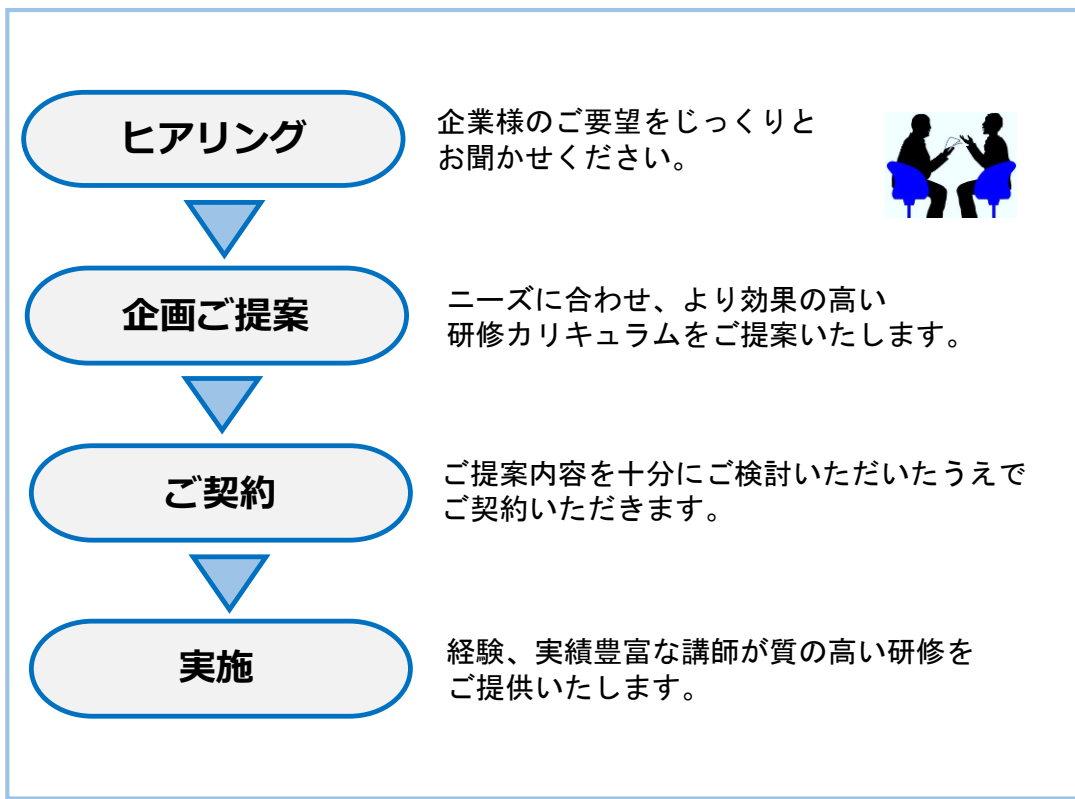 ヒアリング
企業様のご要望をじっくりと
お聞かせください。
企画ご提案
ニーズに合わせ、より効果の高い
研修カリキュラムをご提案いたします。
ご契約
ご提案内容を十分にご検討いただいたうえで
ご契約いただきます。
実施
経験、実績豊富な講師が質の高い研修を
ご提供いたします。